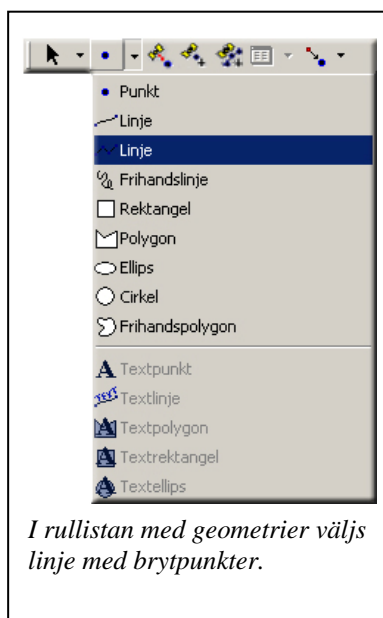 Punkt
Linje
Linje
Frihandslinje
Rektangel
Polygon
Ellips
Cirkel
Frihandspolygon
Textpunkt
Textlinje
Textpolygon
Textrektangel
Textellips
I rullistan med geometrier väljs
linje med brytpunkter.